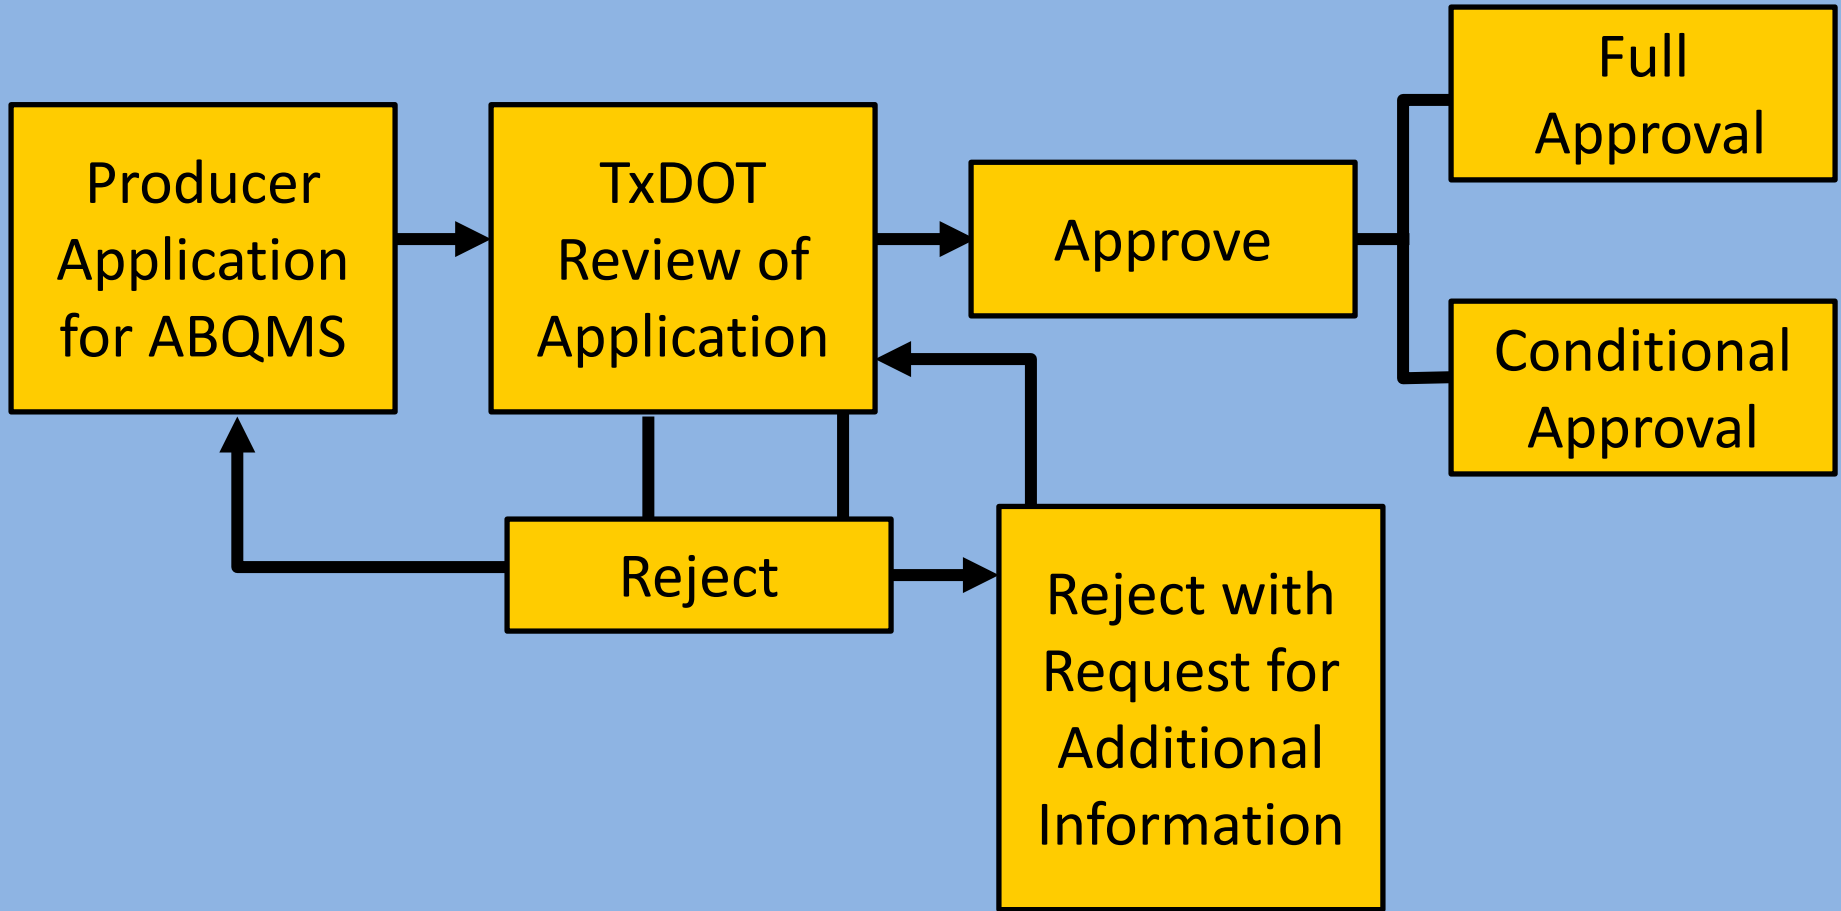 Producer
Application
for ABQMS
TxDOT
Review of
Application
Approve
Full
Approval
Conditional
Approval
Reject
Reject with
Request for
Additional
Information